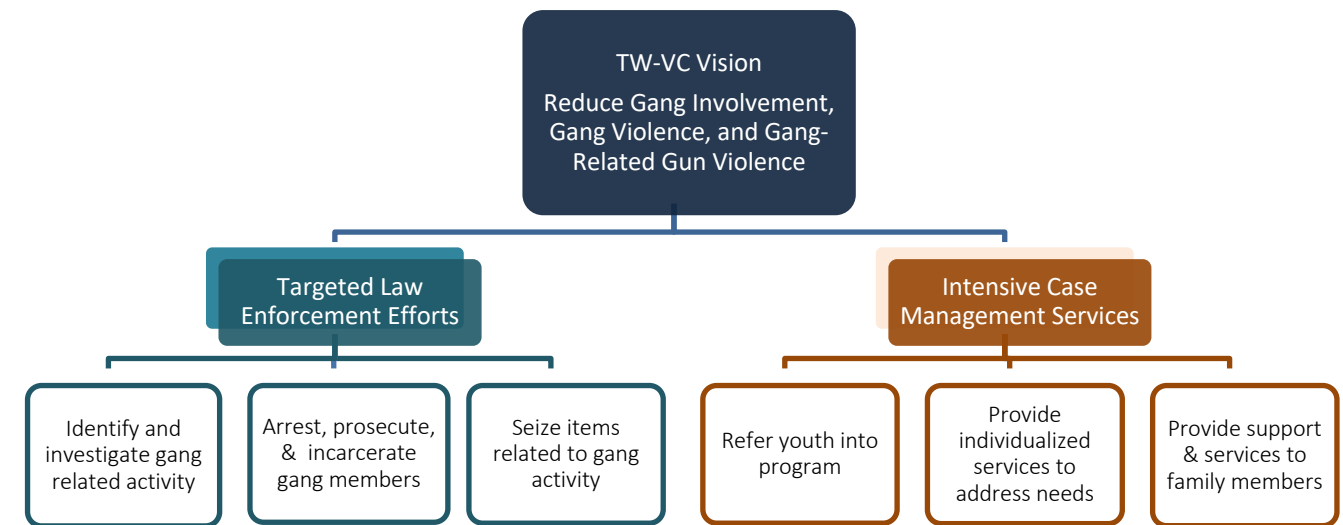 TW-VC Vision
Reduce Gang Involvement,
Gang Violence, and Gang-
Related Gun Violence
Targeted Law
Enforcement Efforts
Intensive Case
Management Services
Identify and
investigate gang
related activity
Arrest, prosecute,
& incarcerate
gang members
Seize items
related to gang
activity
Refer youth into
program
Provide
individualized
services to
address needs
Provide support
& services to
family members